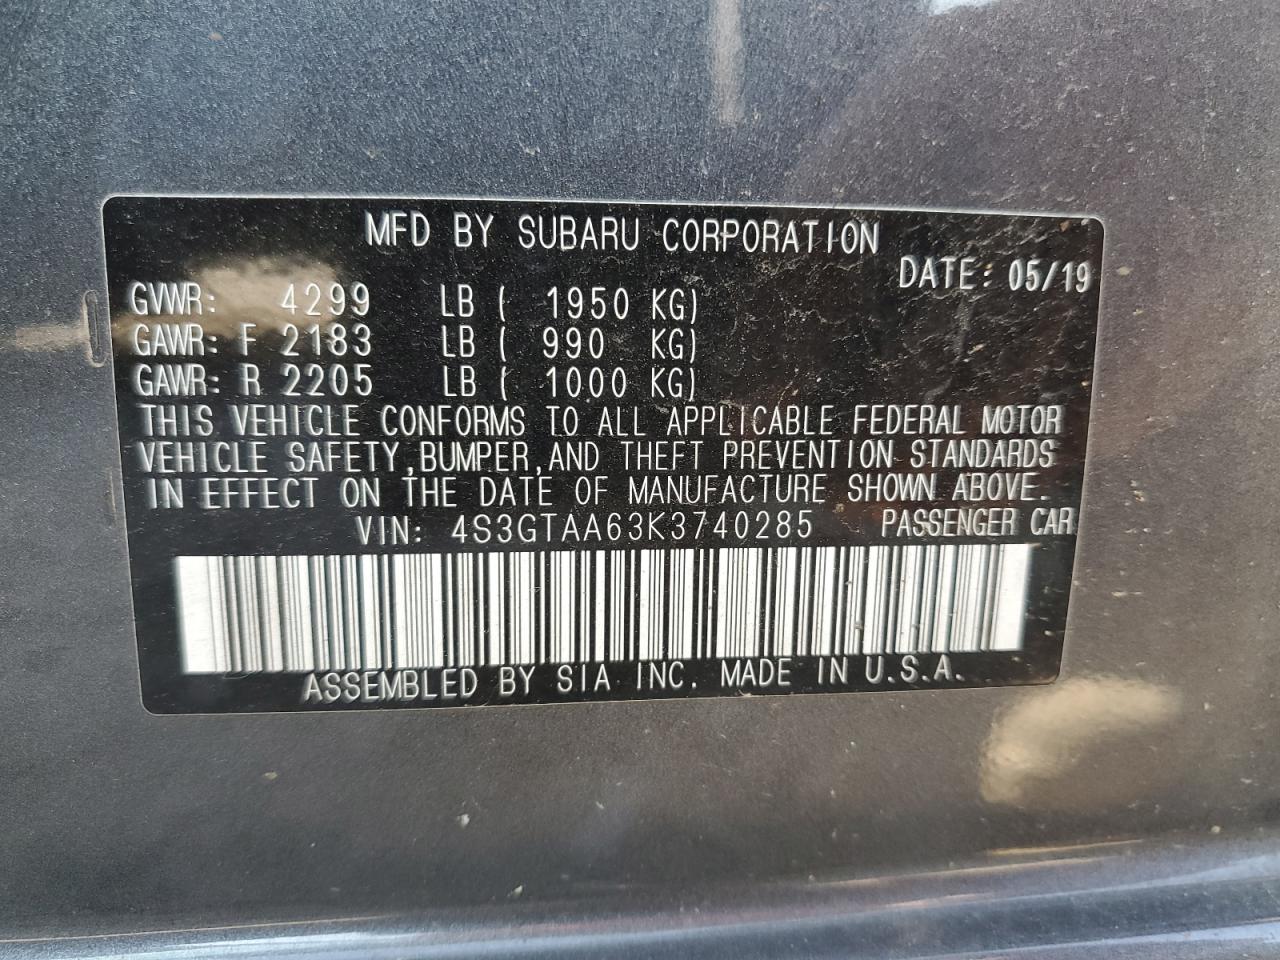 MFD BY SUBARU CORPORATION
DATE: 05/19
GVWR: 4299 LB ( 1950 KG)
GAWR: F 2183 LB ( 990 KG)
GAWR: R 2205 LB ( 1000 KG)
THIS VEHICLE CONFORMS TO ALL APPLICABLE FEDERAL MOTOR
VEHICLE SAFETY,BUMPER,AND THEFT PREVENTION STANDARDS
IN EFFECT ON THE DATE OF MANUFACTURE SHOWN ABOVE.
VIN: 4S3GTAA63K3740285 PASSENGER CAR
ASSEMBLED BY SIA INC. MADE IN U.S.A.